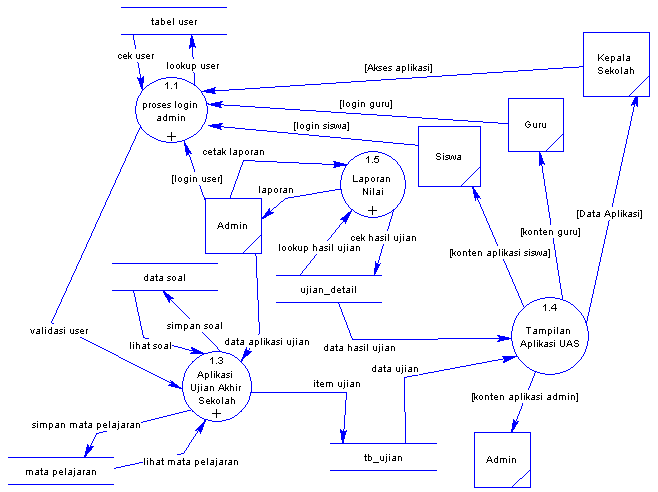 tabel user
cek user
lookup user
[Akses aplikasi]
Kepala
Sekolah
1.1
proses login
admin
+
[login guru]
Guru
[login siswa]
Siswa
cetak laporan
1.5
Laporan
Nilai
+
[login user]
laporan
Admin
[konten guru]
[Data Aplikasi]
cek hasil ujian
lookup hasil ujian
[konten aplikasi siswa]
data soal
ujian_detail
1.4
Tampilan
Aplikasi UAS
validasi user
simpan soal
lihat soal
data aplikasi ujian
data hasil ujian
1.3
Aplikasi
Ujian Akhir
Sekolah
+
data ujian
item ujian
[konten aplikasi admin]
simpan mata pelajaran
lihat mata pelajaran
mata pelajaran
tb_ujian
Admin